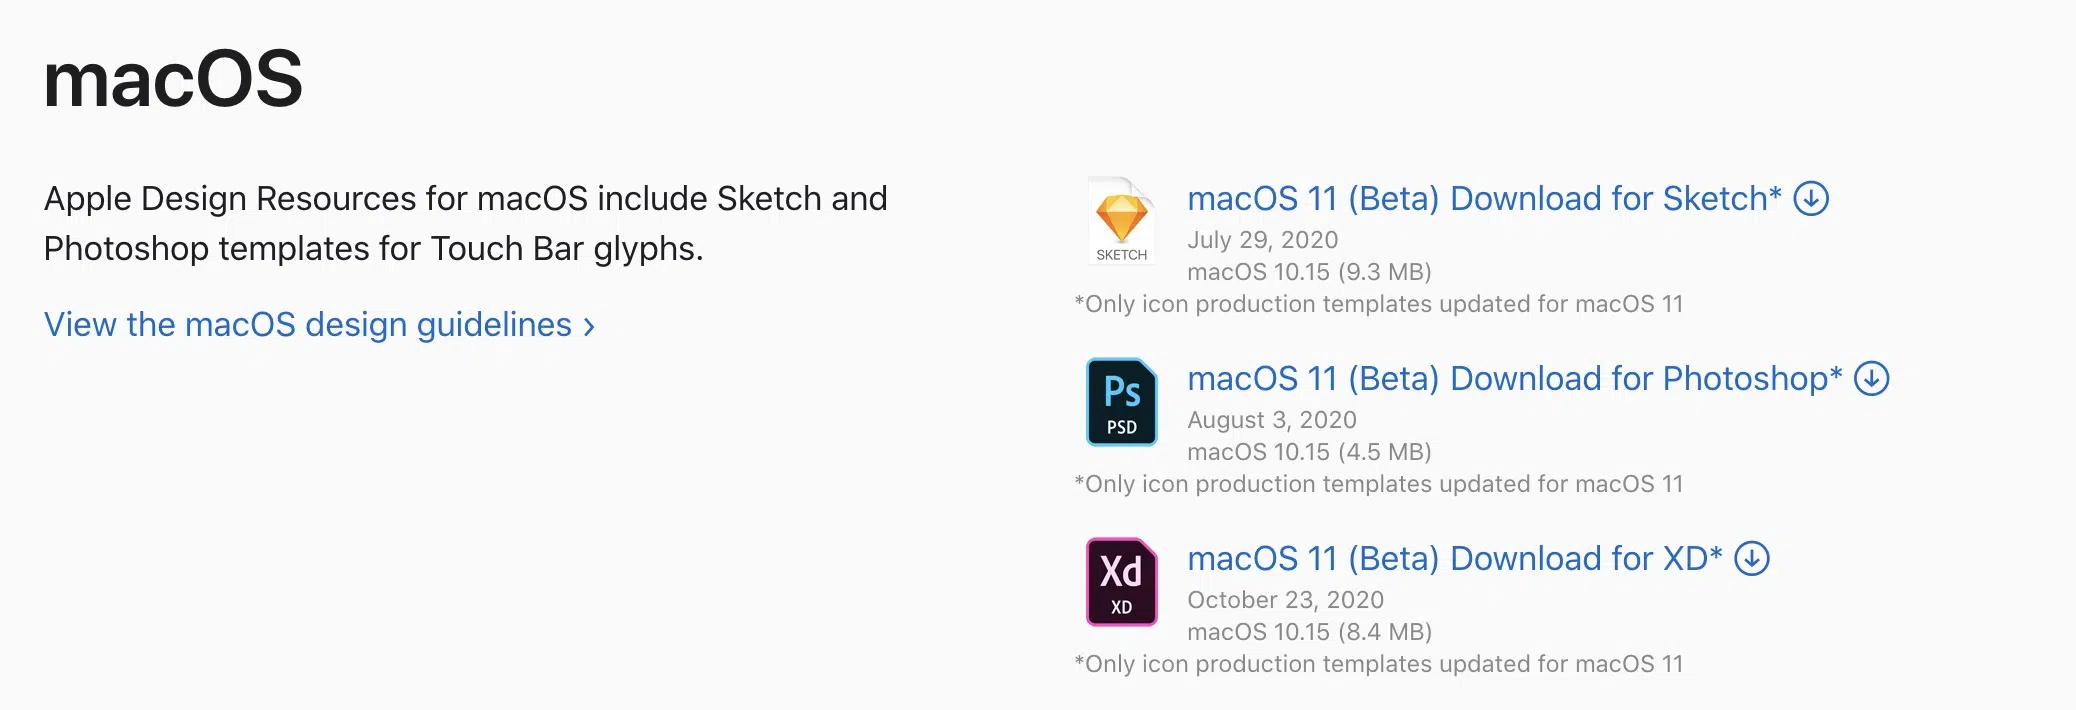 macOS
Apple Design Resources for macOS include Sketch and
Photoshop templates for Touch Bar glyphs.
View the macOS design guidelines ›
SKETCH
macOS 11 (Beta) Download for Sketch*
July 29, 2020
macOS 10.15 (9.3 MB)
*Only icon production templates updated for macOS 11
Ps
PSD
macOS 11 (Beta) Download for Photoshop*
August 3, 2020
macOS 10.15 (4.5 MB)
*Only icon production templates updated for macOS 11
Xd
XD
macOS 11 (Beta) Download for XD*
October 23, 2020
macOS 10.15 (8.4 MB)
*Only icon production templates updated for macOS 11